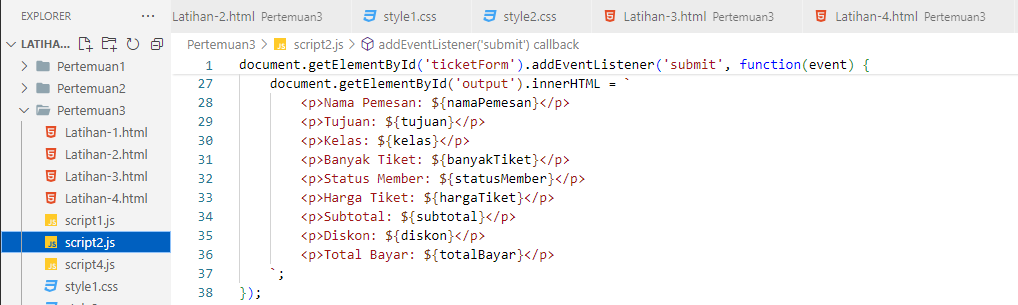 EXPLORER
Latihan-2.html Pertemuan3 style1.css style2.css Latihan-3.html Pertemuan3 Latihan-4.html Pertemuan3
LATIHA...
Pertemuan3 > script2.js > addEventListener('submit') callback
Pertemuan1
Pertemuan2
Pertemuan3
Latihan-1.html
Latihan-2.html
Latihan-3.html
Latihan-4.html
script1.js
script2.js
script4.js
style1.css
1 document.getElementById('ticketForm').addEventListener('submit', function(event) {
27 document.getElementById('output').innerHTML = `
28 <p>Nama Pemesan: ${namaPemesan}</p>
29 <p>Tujuan: ${tujuan}</p>
30 <p>Kelas: ${kelas}</p>
31 <p>Banyak Tiket: ${banyakTiket}</p>
32 <p>Status Member: ${statusMember}</p>
33 <p>Harga Tiket: ${hargaTiket}</p>
34 <p>Subtotal: ${subtotal}</p>
35 <p>Diskon: ${diskon}</p>
36 <p>Total Bayar: ${totalBayar}</p>
37 `;
38 });